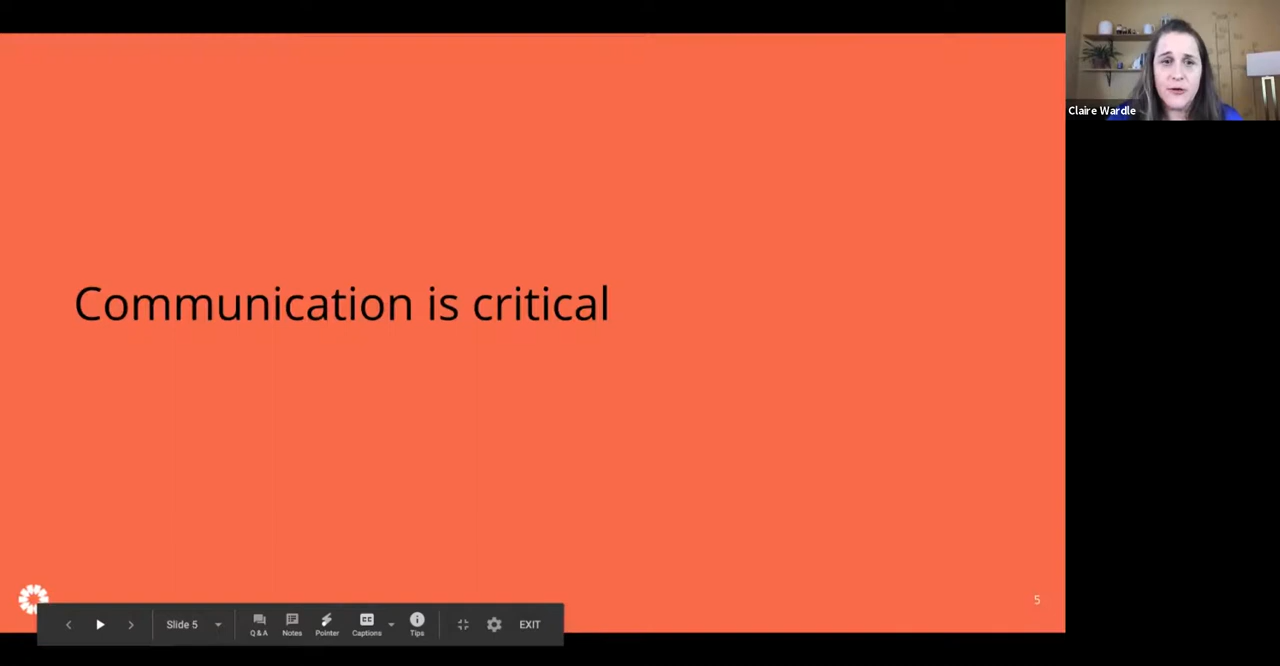 Claire Wardle
Communication is critical
5
Slide 5
Q & A
Notes
Pointer
Captions
Tips
EXIT